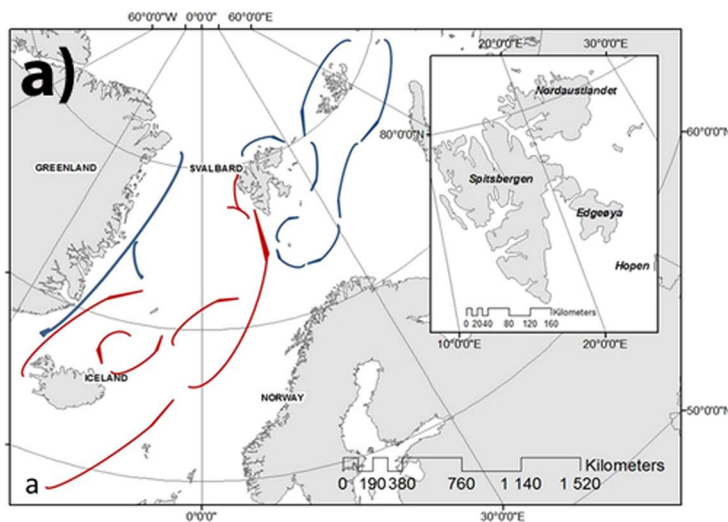 60°0'0"W 0°0'0" 60°0'0"E
a)
20°0'0"E 30°0'0"E
Nordaustlandet
80°0'0"N
60°0'0"N
GREENLAND
SVALBARD
Spitsbergen
Edgeøya
Hopen
Kilometers
0 20 40 80 120 160
10°0'0"E 20°0'0"E
ICELAND
NORWAY
50°0'0"N
Kilometers
0 190 380 760 1 140 1 520
a
0°0'0" 30°0'0"E